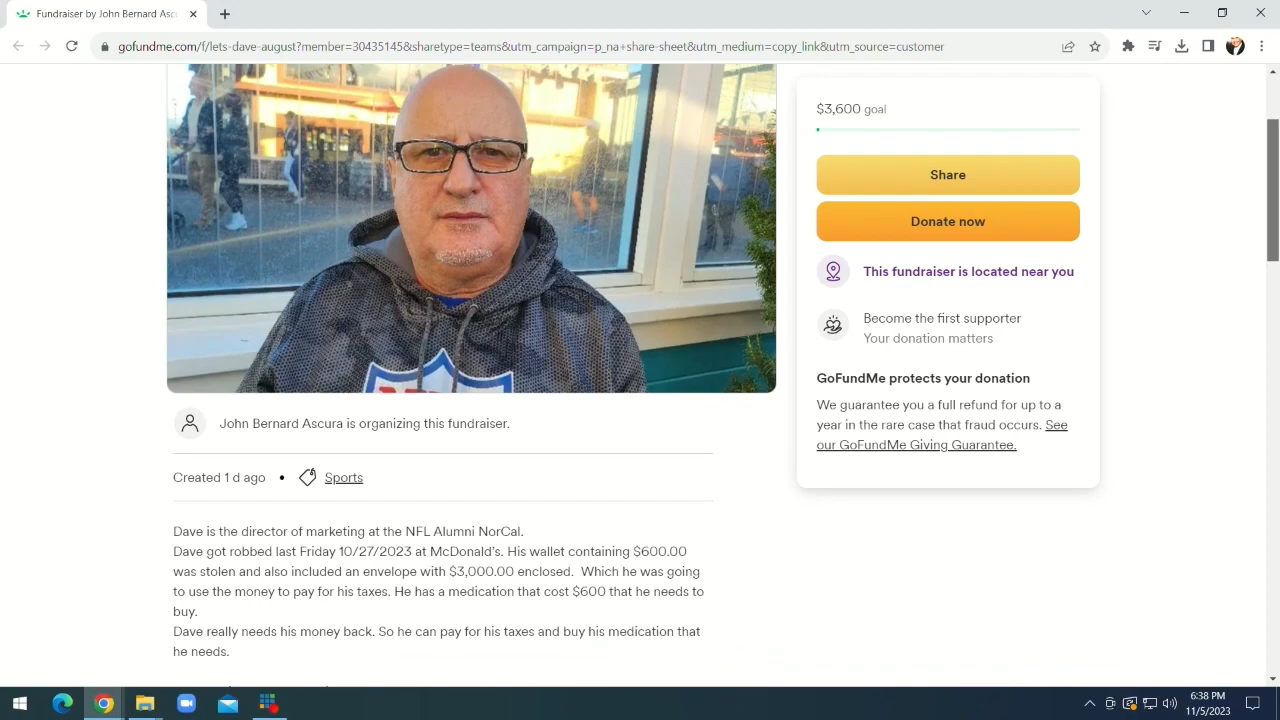 Fundraiser by John Bernard Asc
gofundme.com/f/lets-dave-august?member=30435145&sharetype=teams&utm_campaign=p_na+share-sheet&utm_medium=copy_link&utm_source=customer
$3,600 goal
Share
Donate now
This fundraiser is located near you
Become the first supporter
Your donation matters
GoFundMe protects your donation
We guarantee you a full refund for up to a
year in the rare case that fraud occurs. See
our GoFundMe Giving Guarantee.
John Bernard Ascura is organizing this fundraiser.
Created 1 d ago • Sports
Dave is the director of marketing at the NFL Alumni NorCal.
Dave got robbed last Friday 10/27/2023 at McDonald's. His wallet containing $600.00
was stolen and also included an envelope with $3,000.00 enclosed. Which he was going
to use the money to pay for his taxes. He has a medication that cost $600 that he needs to
buy.
Dave really needs his money back. So he can pay for his taxes and buy his medication that
he needs.
6:38 PM
11/5/2023